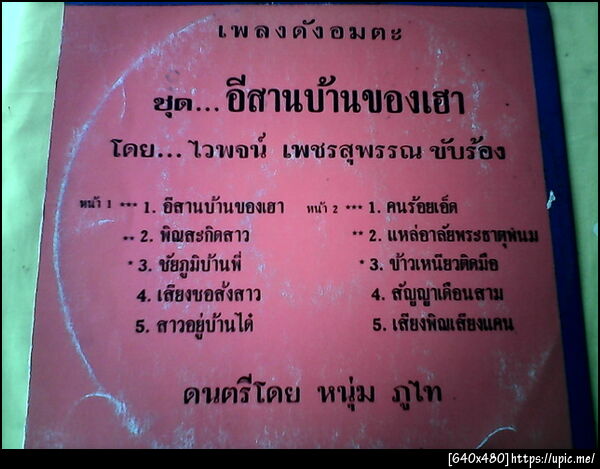 เพลงดังอมตะ
ชุด... อีสานบ้านของเฮา
โดย... ไวพจน์ เพชรสุพรรณ ขับร้อง
หน้า 1 *** 1. อีสานบ้านของเฮา หน้า 2 *** 1. คนร้อยเอ็ด
** 2. พิณสะกิดสาว ** 2. แหล่อาลัยพระธาตุพนม
* 3. ชัยภูมิบ้านพี่ * 3. ข้าวเหนียวติดมือ
4. เสียงซอสั่งสาว 4. สัญญาเดือนสาม
5. สาวอยู่บ้านได๋ 5. เสียงพิณเสียงแคน
ดนตรีโดย หนุ่ม ภูไท
[640x480]https://upic.me/